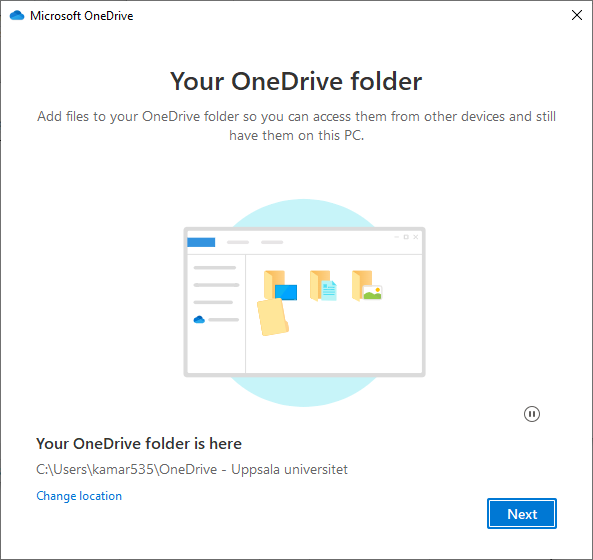 Microsoft OneDrive
Your OneDrive folder
Add files to your OneDrive folder so you can access them from other devices and still
have them on this PC.
Your OneDrive folder is here
C:\Users\kamar535\OneDrive - Uppsala universitet
Change location
Next